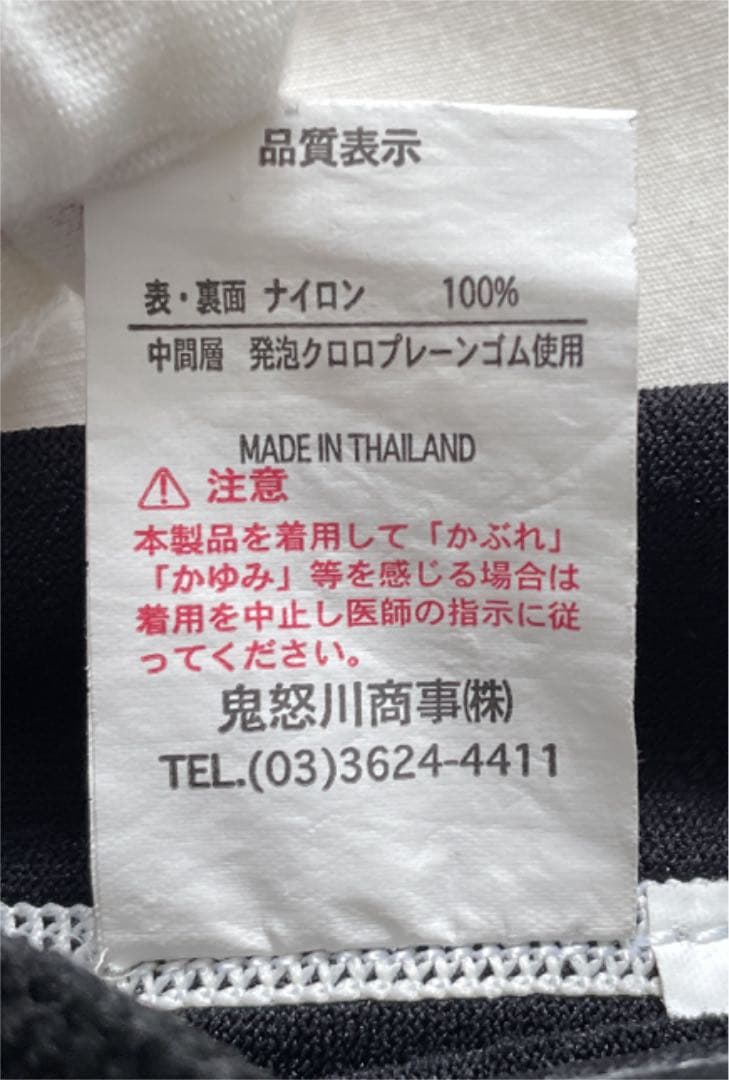 品質表示
表・裏面 ナイロン 100%
中間層 発泡クロロプレーンゴム使用
MADE IN THAILAND
⚠ 注意
本製品を着用して「かぶれ」
「かゆみ」等を感じる場合は
着用を中止し医師の指示に従
ってください。
鬼怒川商事㈱
TEL.(03)3624-4411